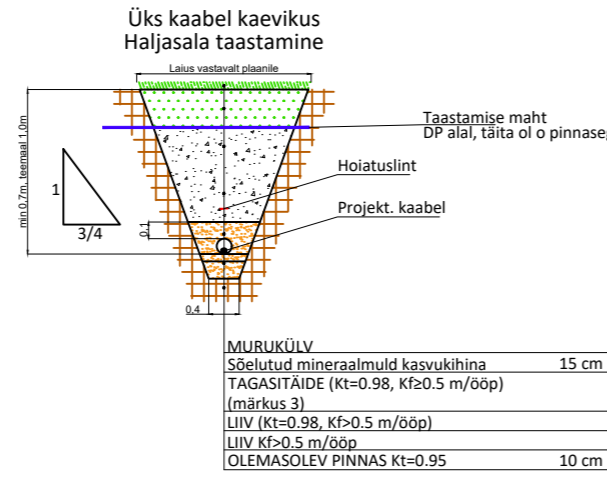 Üks kaabel kaevikus
Haljasala taastamine
Laius vastavalt plaanile
Taastamise maht
DP alal, täita ol o pinnase
Hoiatuslint
Projekt. kaabel
min 0.7m, teemaal 1.0m
1
3/4
0.1
0.4
MURUKÜLV
Sõelutud mineraalmuld kasvukihina 15 cm
TAGASITÄIDE (Kt=0.98, Kf≥0.5 m/ööp)
(märkus 3)
LIIV (Kt=0.98, Kf>0.5 m/ööp)
LIIV Kf>0.5 m/ööp
OLEMASOLEV PINNAS Kt=0.95 10 cm